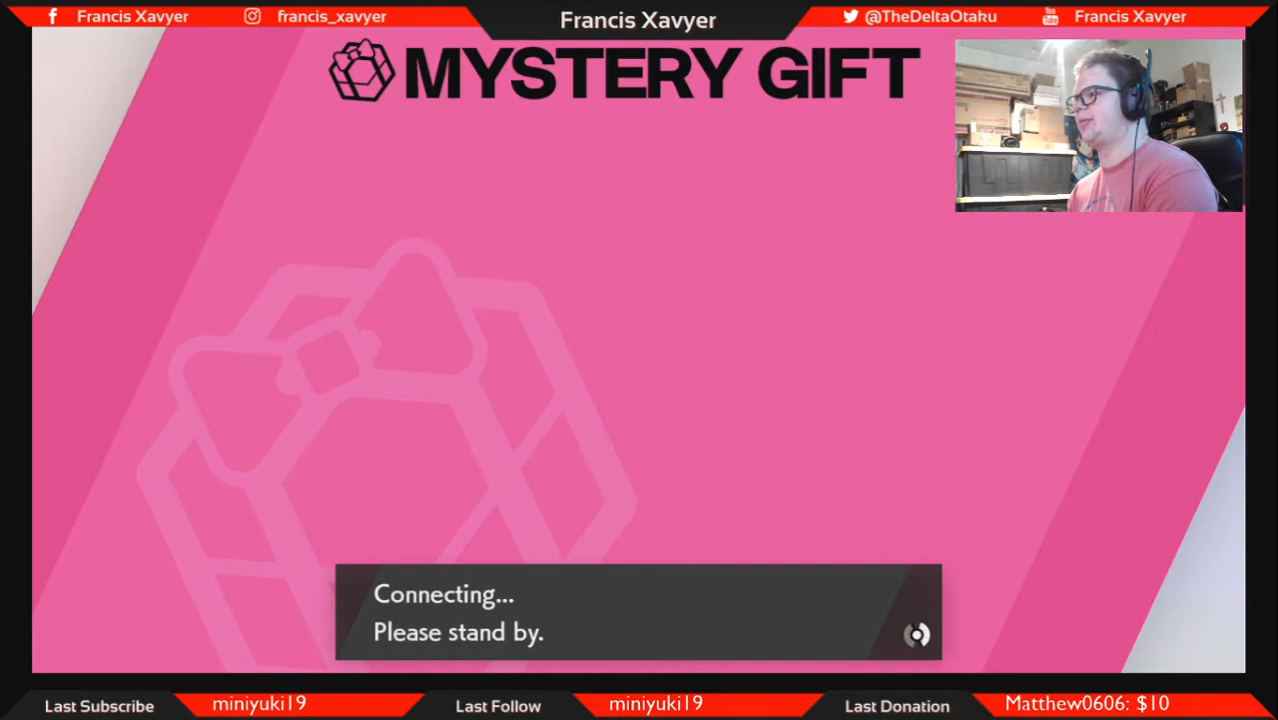 Francis Xavyer
francis_xavyer
Francis Xavyer
@TheDeltaOtaku
Francis Xavyer
MYSTERY GIFT
Connecting...
Please stand by.
Last Subscribe
miniyuki19
Last Follow
miniyuki19
Last Donation
Matthew0606: $10